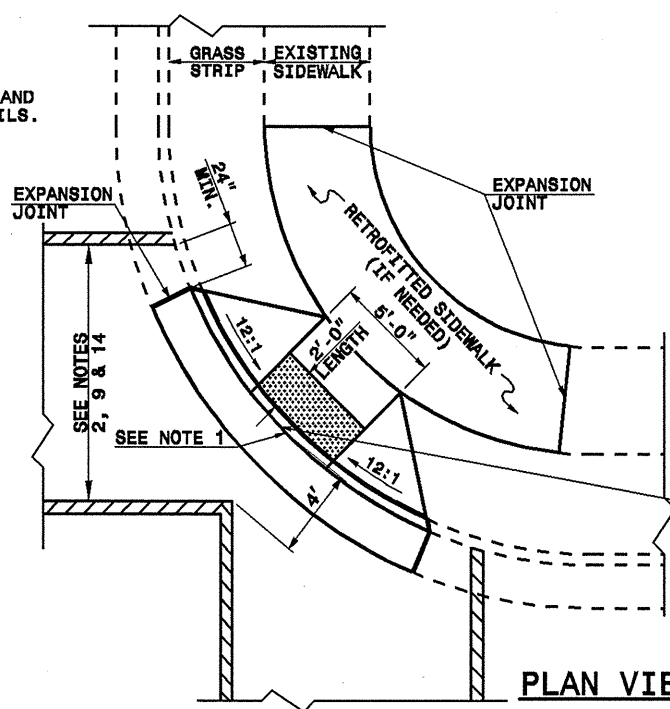 GRASS
STRIP
EXISTING
SIDEWALK
AND
ILS.
24"
MIN.
EXPANSION
JOINT
EXPANSION
JOINT
RETROFITTED SIDEWALK
(IF NEEDED)
5'-0"
2'-0"
LENGTH
12:1
SEE NOTES
2, 9 & 14
SEE NOTE 1
12:1
4'
PLAN VIE